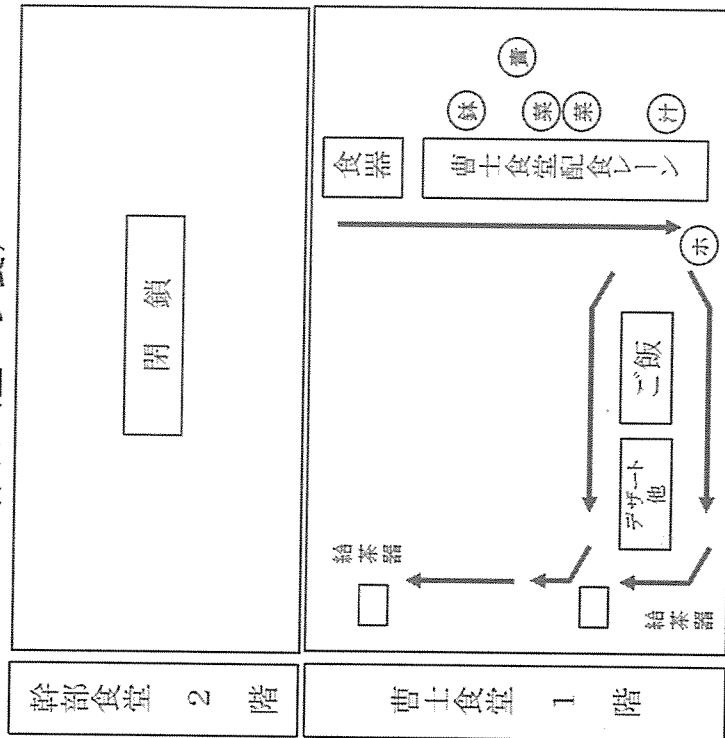 幹部食堂 2 階
閉 鎖
曹士食堂 1 階
食器
曹士食堂配食レーン
鉢
菜
菜
汁
ホ
ご飯
デザート
他
給茶器
給茶器